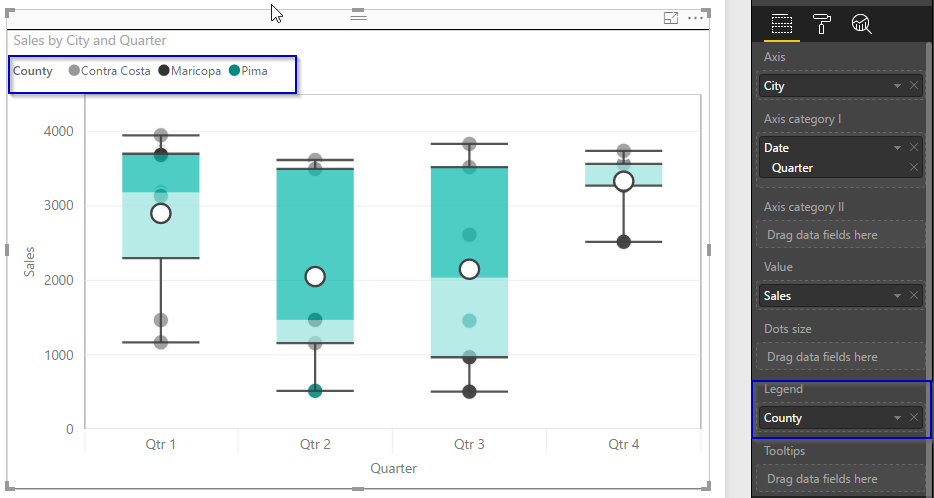 Sales by City and Quarter
County Contra Costa Maricopa Pima
4000
3000
2000
1000
0
Sales
Qtr 1 Qtr 2 Qtr 3 Qtr 4
Quarter
Axis
City
Axis category I
Date
Quarter
Axis category II
Drag data fields here
Value
Sales
Dots size
Drag data fields here
Legend
County
Tooltips
Drag data fields here